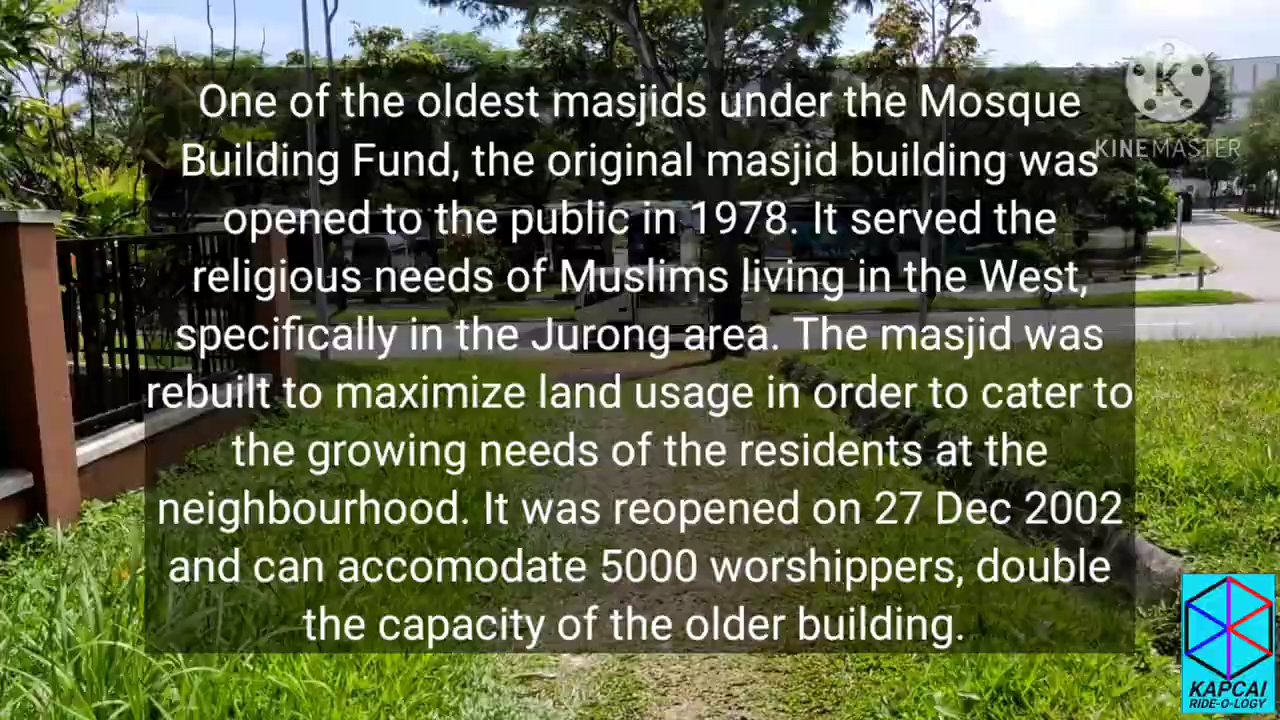 One of the oldest masjids under the Mosque
Building Fund, the original masjid building was
opened to the public in 1978. It served the
religious needs of Muslims living in the West,
specifically in the Jurong area. The masjid was
rebuilt to maximize land usage in order to cater to
the growing needs of the residents at the
neighbourhood. It was reopened on 27 Dec 2002
and can accomodate 5000 worshippers, double
the capacity of the older building.
K
KINEMASTER
KAPCAI
RIDE-O-LOGY